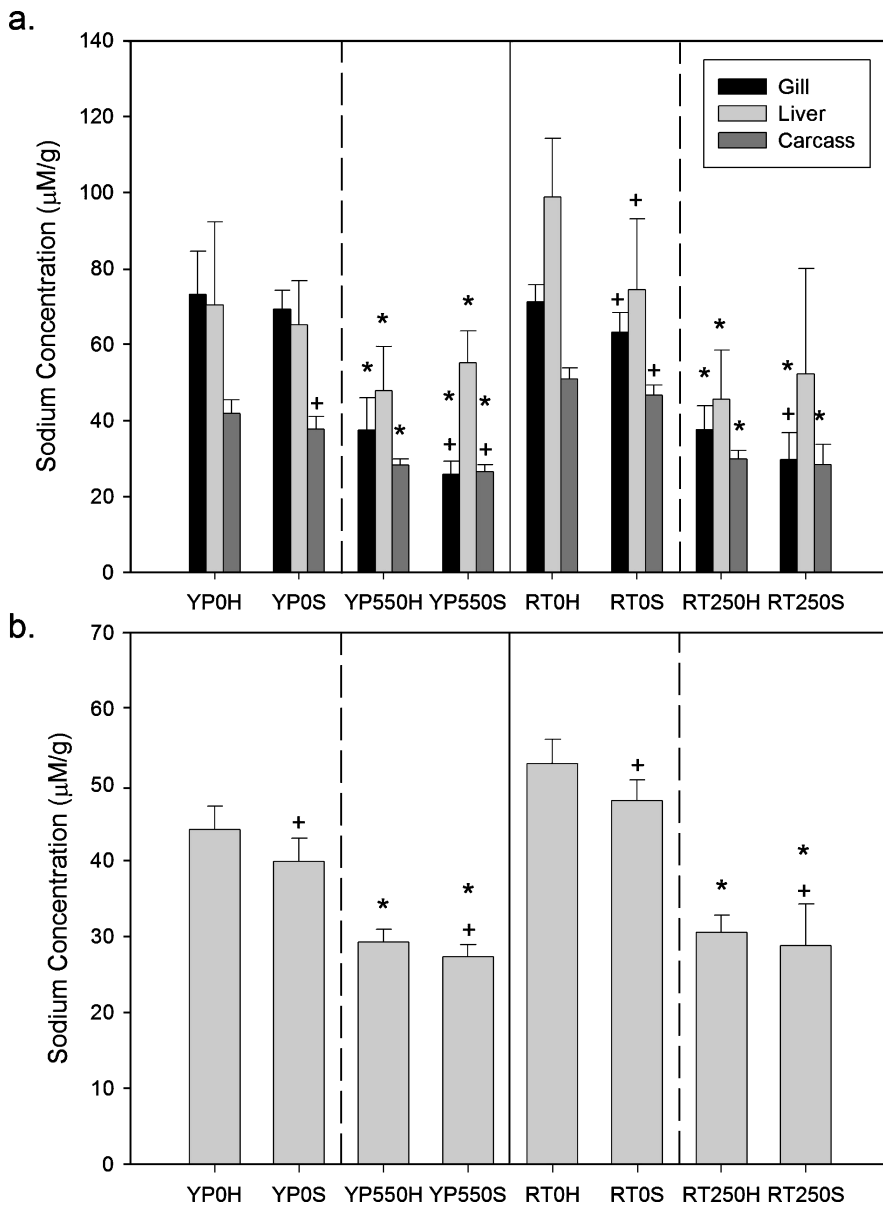 a.
Sodium Concentration (μM/g)
140
120
100
80
60
40
20
0
Gill
Liver
Carcass
+
* * * * * * + +
+ + +
* * * * + *
YP0H YP0S YP550H YP550S RT0H RT0S RT250H RT250S
b.
Sodium Concentration (μM/g)
70
60
50
40
30
20
10
0
+ * * + + * * +
YP0H YP0S YP550H YP550S RT0H RT0S RT250H RT250S